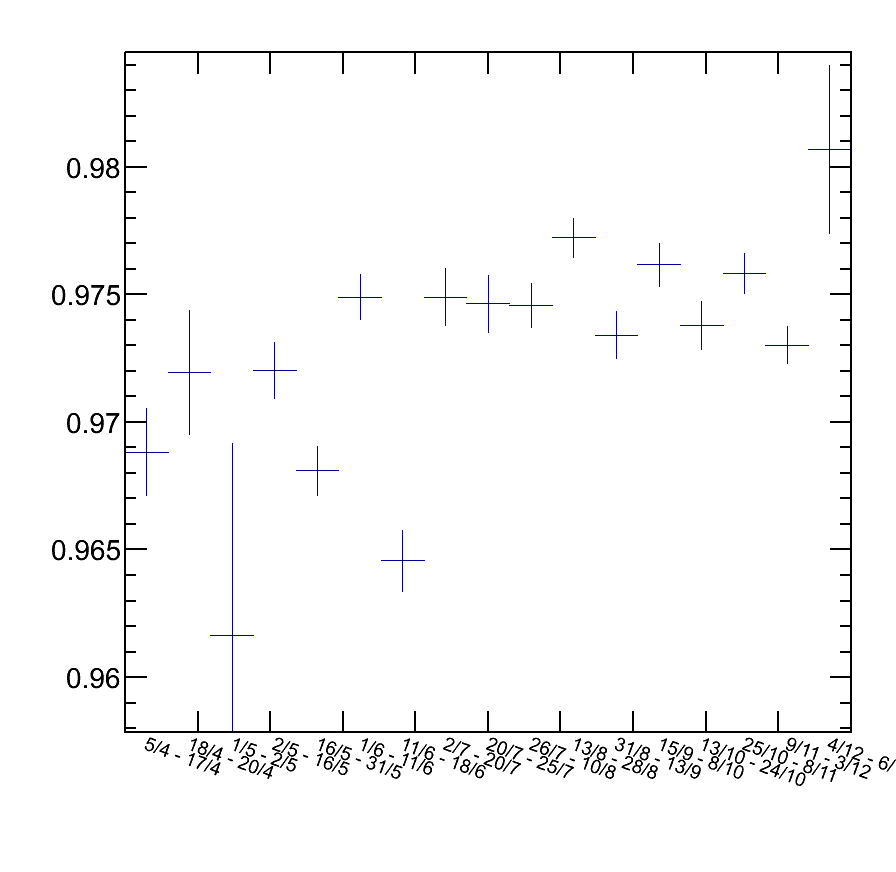 0.98
0.975
0.97
0.965
0.96
5/4 - 17/4
18/4 - 20/4
1/5 - 2/5
2/5 - 16/5
16/5 - 31/5
1/6 - 11/6
11/6 - 18/6
2/7 - 20/7
20/7 - 25/7
26/7 - 10/8
13/8 - 28/8
31/8 - 13/9
15/9 - 8/10
13/10 - 24/10
25/10 - 8/11
9/11 - 3/12
4/12 - 6/